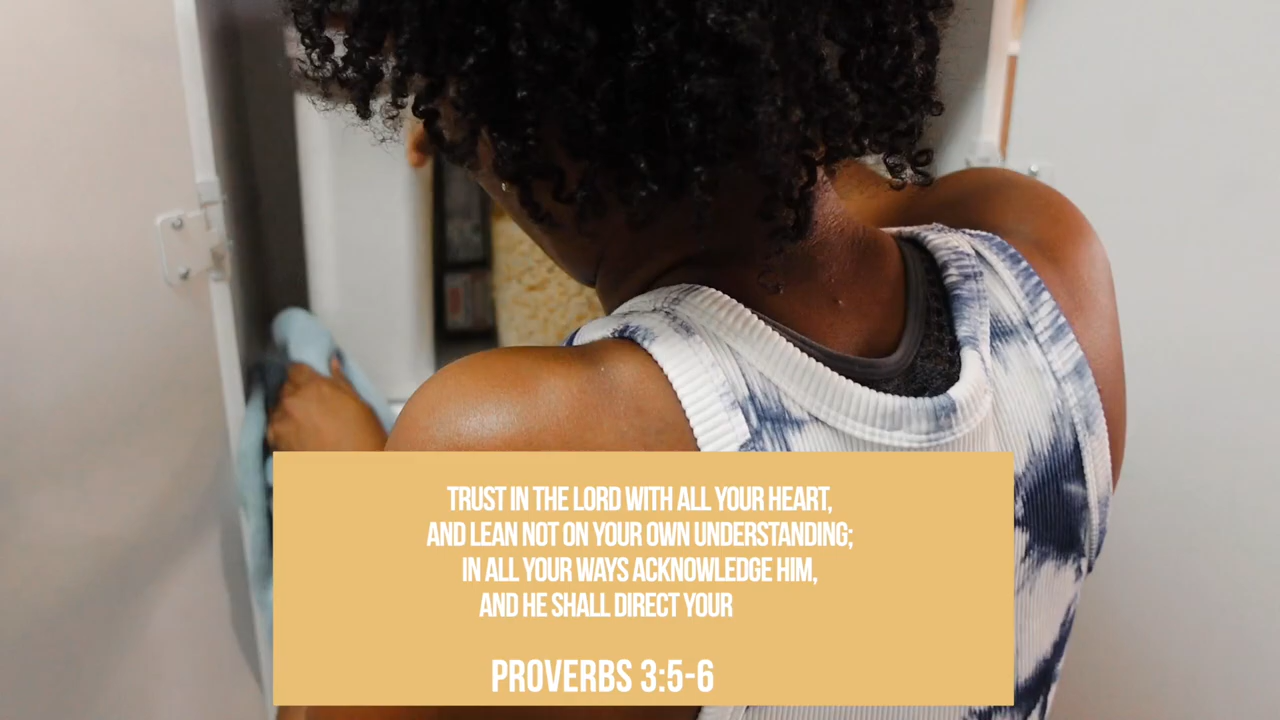 TRUST IN THE LORD WITH ALL YOUR HEART,
AND LEAN NOT ON YOUR OWN UNDERSTANDING;
IN ALL YOUR WAYS ACKNOWLEDGE HIM,
AND HE SHALL DIRECT YOUR
PROVERBS 3:5-6